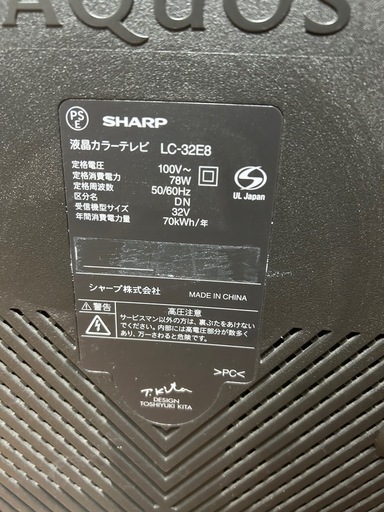 AQUOS
PS
E
SHARP
液晶カラーテレビ LC-32E8
定格電圧 100V~
定格消費電力 78W
定格周波数 50/60Hz
区分名 DN
受信機型サイズ 32V
年間消費電力量 70kWh/年
UL Japan
シャープ株式会社 MADE IN CHINA
警告 高圧注意
サービスマン以外の方は、裏ぶたをあけない
でください。内部には高電圧部分が数多く
あり、万一さわると危険です。
>PC<
T. Kita
DESIGN
TOSHIYUKI KITA